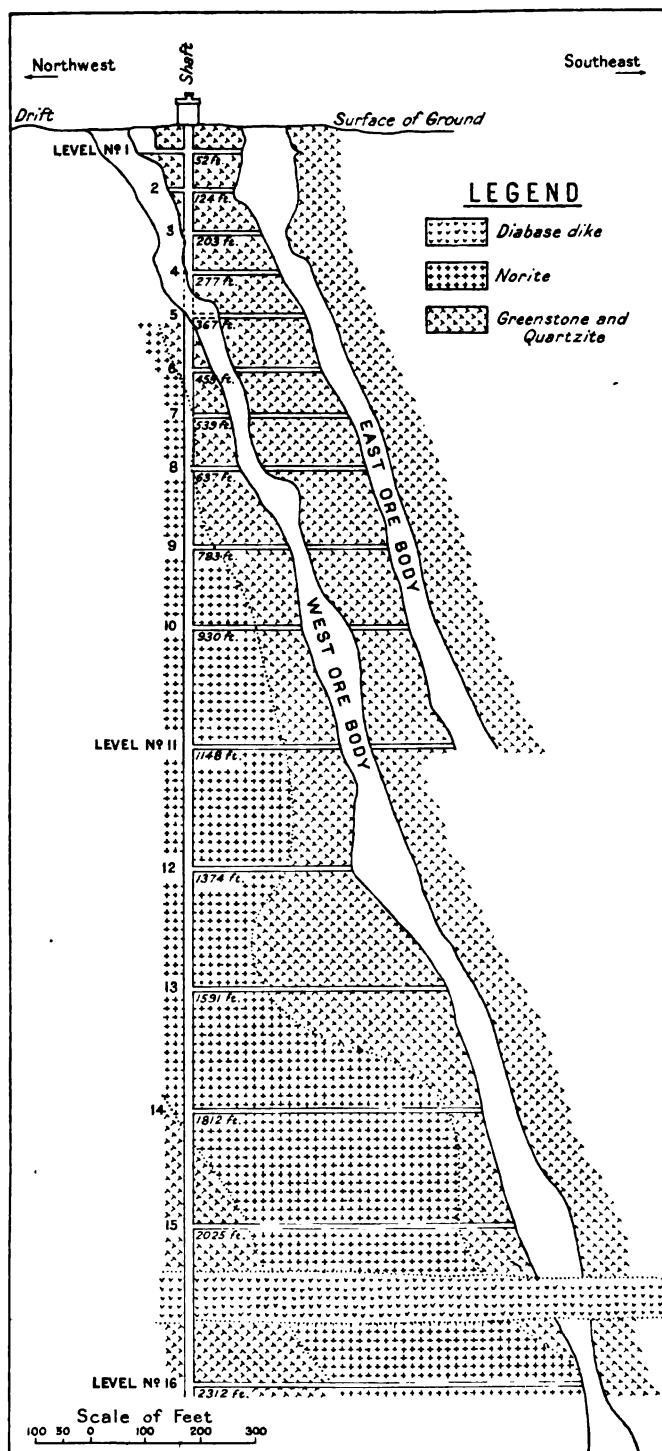 Northwest
Shaft
Southeast
Drift
Surface of Ground
LEVEL Nº 1
52 ft.
2
124 ft.
3
203 ft.
4
277 ft.
5
367 ft.
6
459 ft.
7
539 ft.
8
637 ft.
9
783 ft.
10
930 ft.
LEVEL Nº 11
1148 ft.
12
1374 ft.
13
1591 ft.
14
1812 ft.
15
2025 ft.
LEVEL Nº 16
2312 ft.
EAST ORE BODY
WEST ORE BODY
LEGEND
Diabase dike
Norite
Greenstone and
Quartzite
Scale of Feet
100 50 0 100 200 300